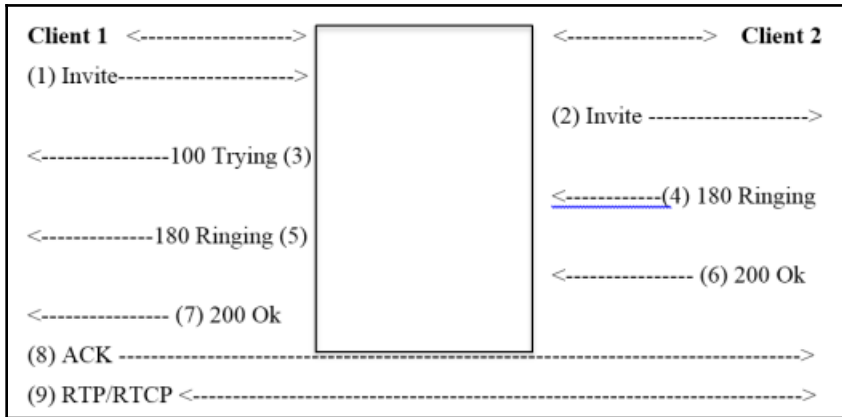 Client 1 <------------------> <-----------------> Client 2
(1) Invite---------------------->
(2) Invite -------------------->
<-----------------100 Trying (3)
<------------(4) 180 Ringing
<--------------180 Ringing (5)
<---------------- (6) 200 Ok
<---------------- (7) 200 Ok
(8) ACK ------------------------------------------------------------------------------------->
(9) RTP/RTCP <----------------------------------------------------------------------------->